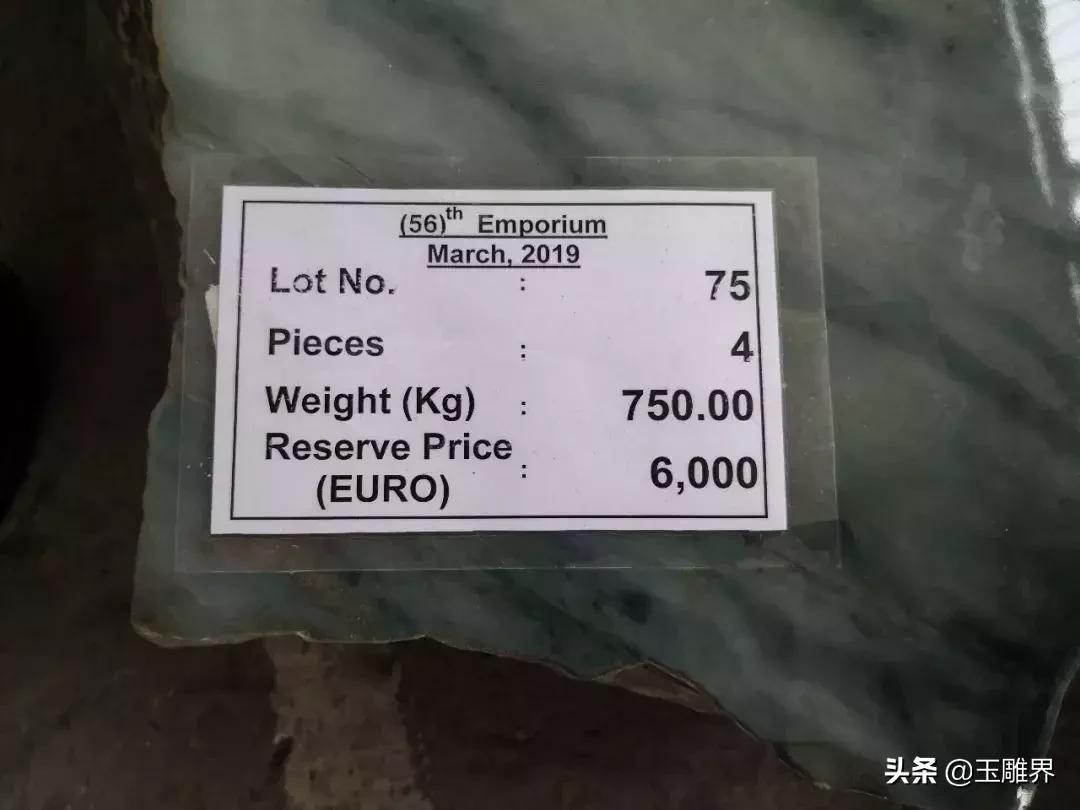 (56)th Emporium
March, 2019
Lot No. : 75
Pieces : 4
Weight (Kg) : 750.00
Reserve Price
(EURO) : 6,000
头条 @玉雕界